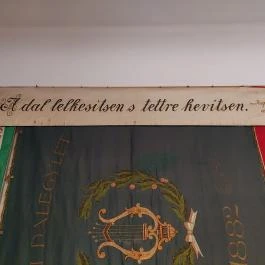 A dal lelkesitsen s tettre hevitsen.
DALEGYLET
1882